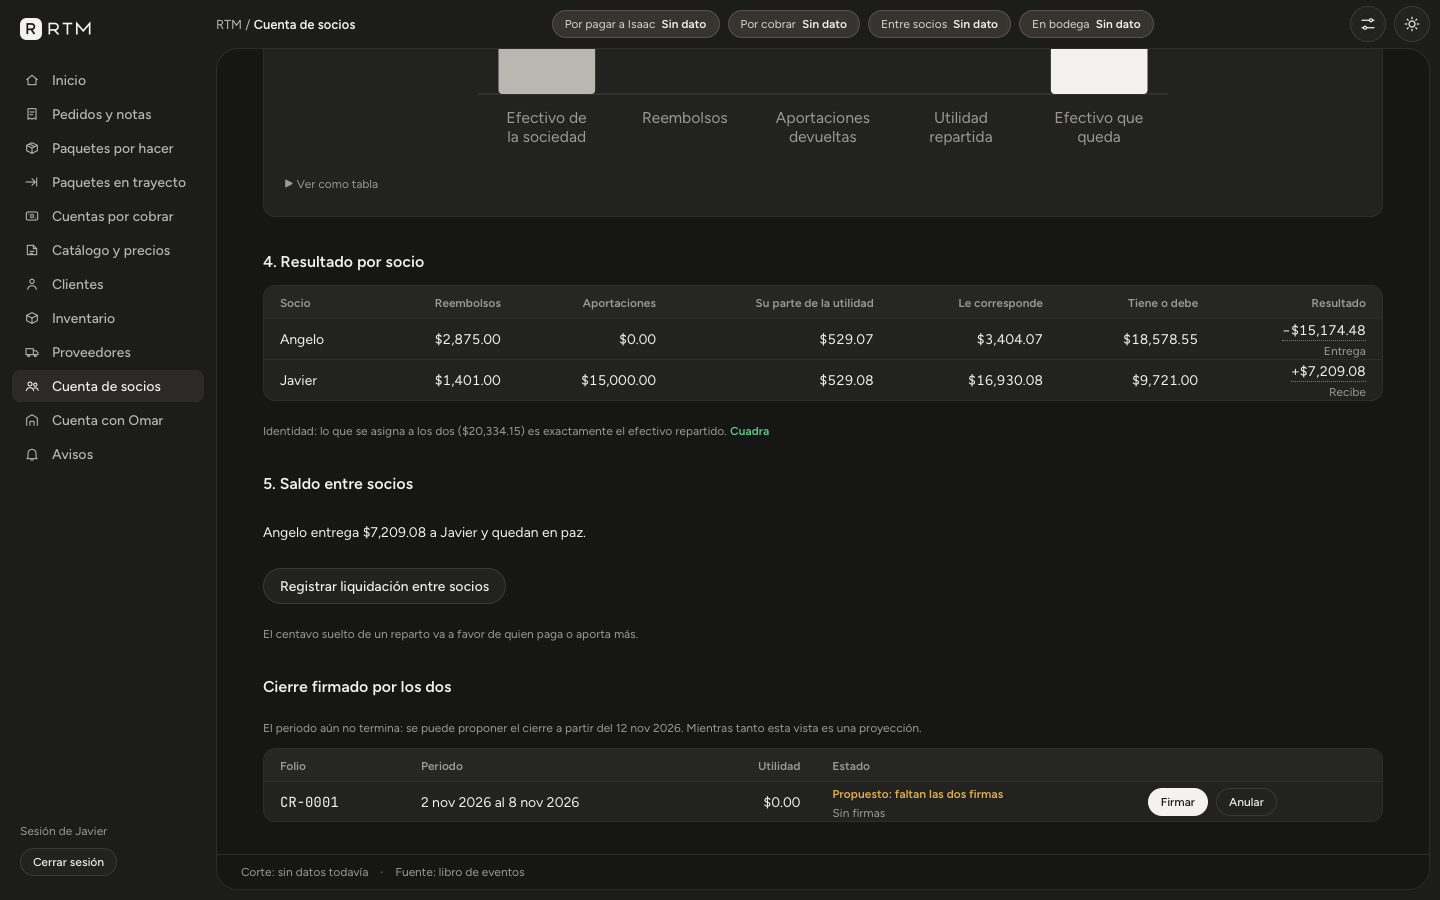 R RTM
RTM / Cuenta de socios
Por pagar a Isaac Sin dato
Por cobrar Sin dato
Entre socios Sin dato
En bodega Sin dato
Inicio
Pedidos y notas
Paquetes por hacer
Paquetes en trayecto
Cuentas por cobrar
Catálogo y precios
Clientes
Inventario
Proveedores
Cuenta de socios
Cuenta con Omar
Avisos
Sesión de Javier
Cerrar sesión
Efectivo de
la sociedad
Reembolsos
Aportaciones
devueltas
Utilidad
repartida
Efectivo que
queda
Ver como tabla
4. Resultado por socio
Socio Reembolsos Aportaciones Su parte de la utilidad Le corresponde Tiene o debe Resultado
Angelo $2,875.00 $0.00 $529.07 $3,404.07 $18,578.55 −$15,174.48
Entrega
Javier $1,401.00 $15,000.00 $529.08 $16,930.08 $9,721.00 +$7,209.08
Recibe
Identidad: lo que se asigna a los dos ($20,334.15) es exactamente el efectivo repartido. Cuadra
5. Saldo entre socios
Angelo entrega $7,209.08 a Javier y quedan en paz.
Registrar liquidación entre socios
El centavo suelto de un reparto va a favor de quien paga o aporta más.
Cierre firmado por los dos
El periodo aún no termina: se puede proponer el cierre a partir del 12 nov 2026. Mientras tanto esta vista es una proyección.
Folio Periodo Utilidad Estado
CR-0001 2 nov 2026 al 8 nov 2026 $0.00 Propuesto: faltan las dos firmas
Sin firmas
Firmar Anular
Corte: sin datos todavía · Fuente: libro de eventos